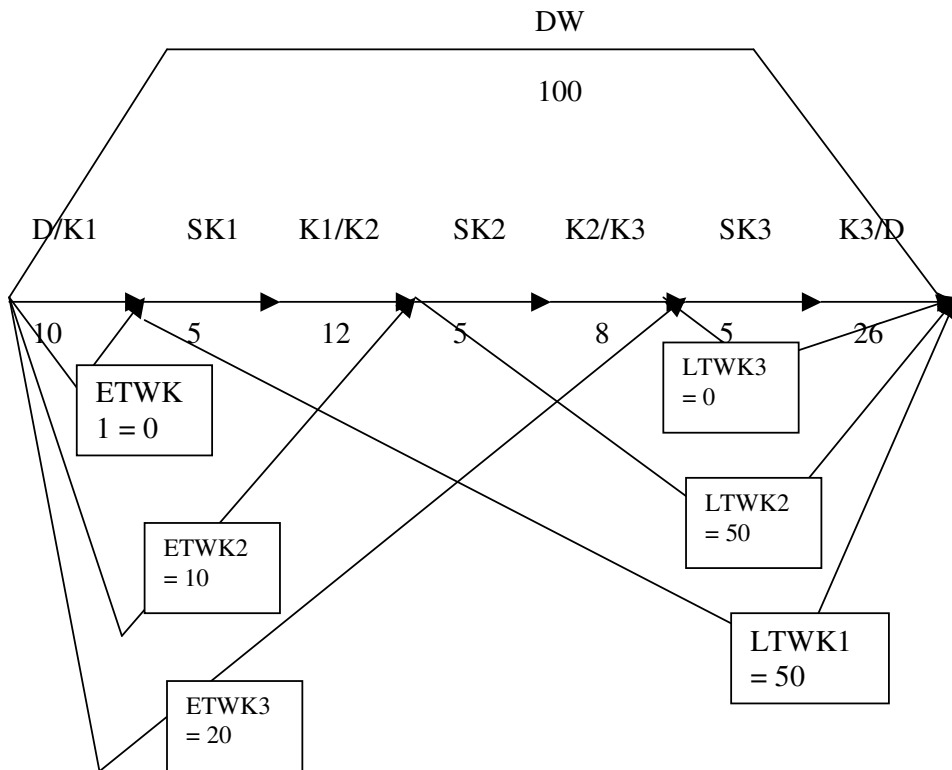 DW
100
D/K1 SK1 K1/K2 SK2 K2/K3 SK3 K3/D
10 5 12 5 8 5 26
ETWK
1 = 0
LTWK3
= 0
LTWK2
= 50
ETWK2
= 10
LTWK1
= 50
ETWK3
= 20